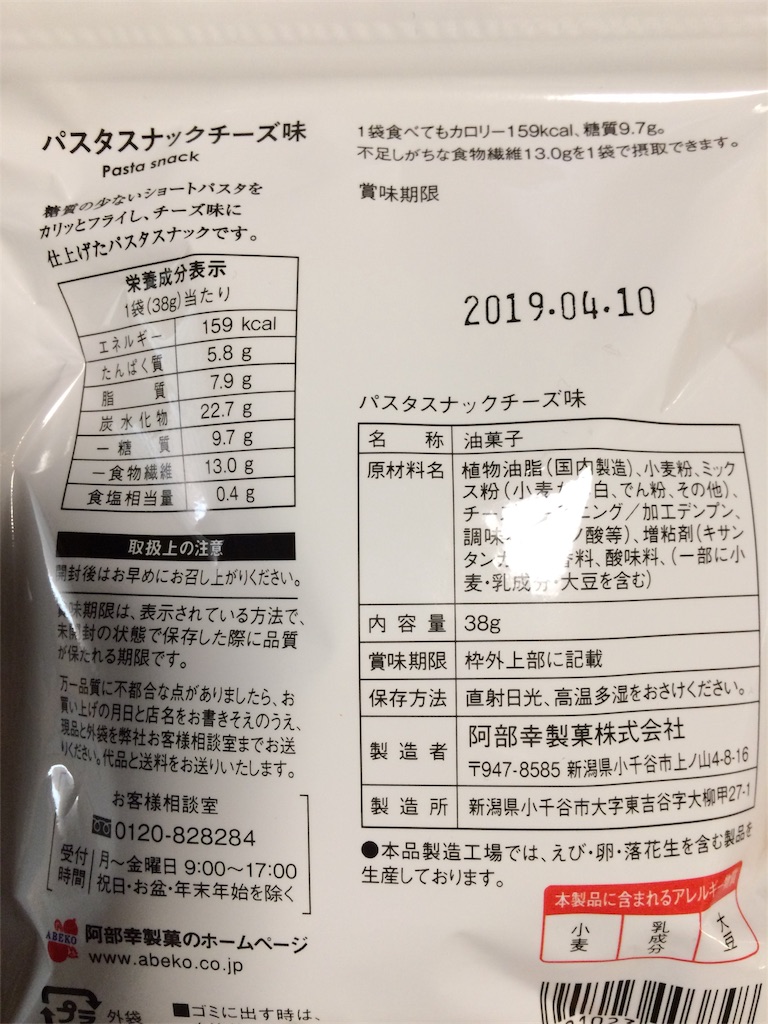 パスタスナックチーズ味
Pasta snack
糖質の少ないショートパスタを
カリッとフライし、チーズ味に
仕上げたパスタスナックです。
栄養成分表示
1袋(38g)当たり
エネルギー 159 kcal
たんぱく質 5.8 g
脂質 7.9 g
炭水化物 22.7 g
－糖質 9.7 g
－食物繊維 13.0 g
食塩相当量 0.4 g
取扱上の注意
開封後はお早めにお召し上がりください。
賞味期限は、表示されている方法で、
未開封の状態で保存した際に品質
が保たれる期限です。
万一品質に不都合な点がありましたら、お
買い上げの月日と店名をお書きそえのうえ、
現品と外袋を弊社お客様相談室までお送
りください。代品と送料をお送りいたします。
お客様相談室
0120-828284
受付時間 月～金曜日 9:00～17:00
祝日・お盆・年末年始を除く
ABEKO 阿部幸製菓のホームページ
www.abeko.co.jp
プラ 外袋
■ゴミに出す時は、
1袋食べてもカロリー159kcal、糖質9.7g。
不足しがちな食物繊維13.0gを1袋で摂取できます。
賞味期限
2019.04.10
パスタスナックチーズ味
名称 油菓子
原材料名 植物油脂(国内製造)、小麦粉、ミック
ス粉(小麦 白、でん粉、その他)、
チー ニング/加工デンプン、
調味 酸等)、増粘剤(キサン
タン 料、酸味料、(一部に小
麦・乳成分・大豆を含む)
内容量 38g
賞味期限 枠外上部に記載
保存方法 直射日光、高温多湿をおさけください。
製造者 阿部幸製菓株式会社
〒947-8585 新潟県小千谷市上ノ山4-8-16
製造所 新潟県小千谷市大字東吉谷字大柳甲27-1
●本品製造工場では、えび・卵・落花生を含む製品を
生産しております。
本製品に含まれるアレルギー物質
小麦 乳成分 大豆